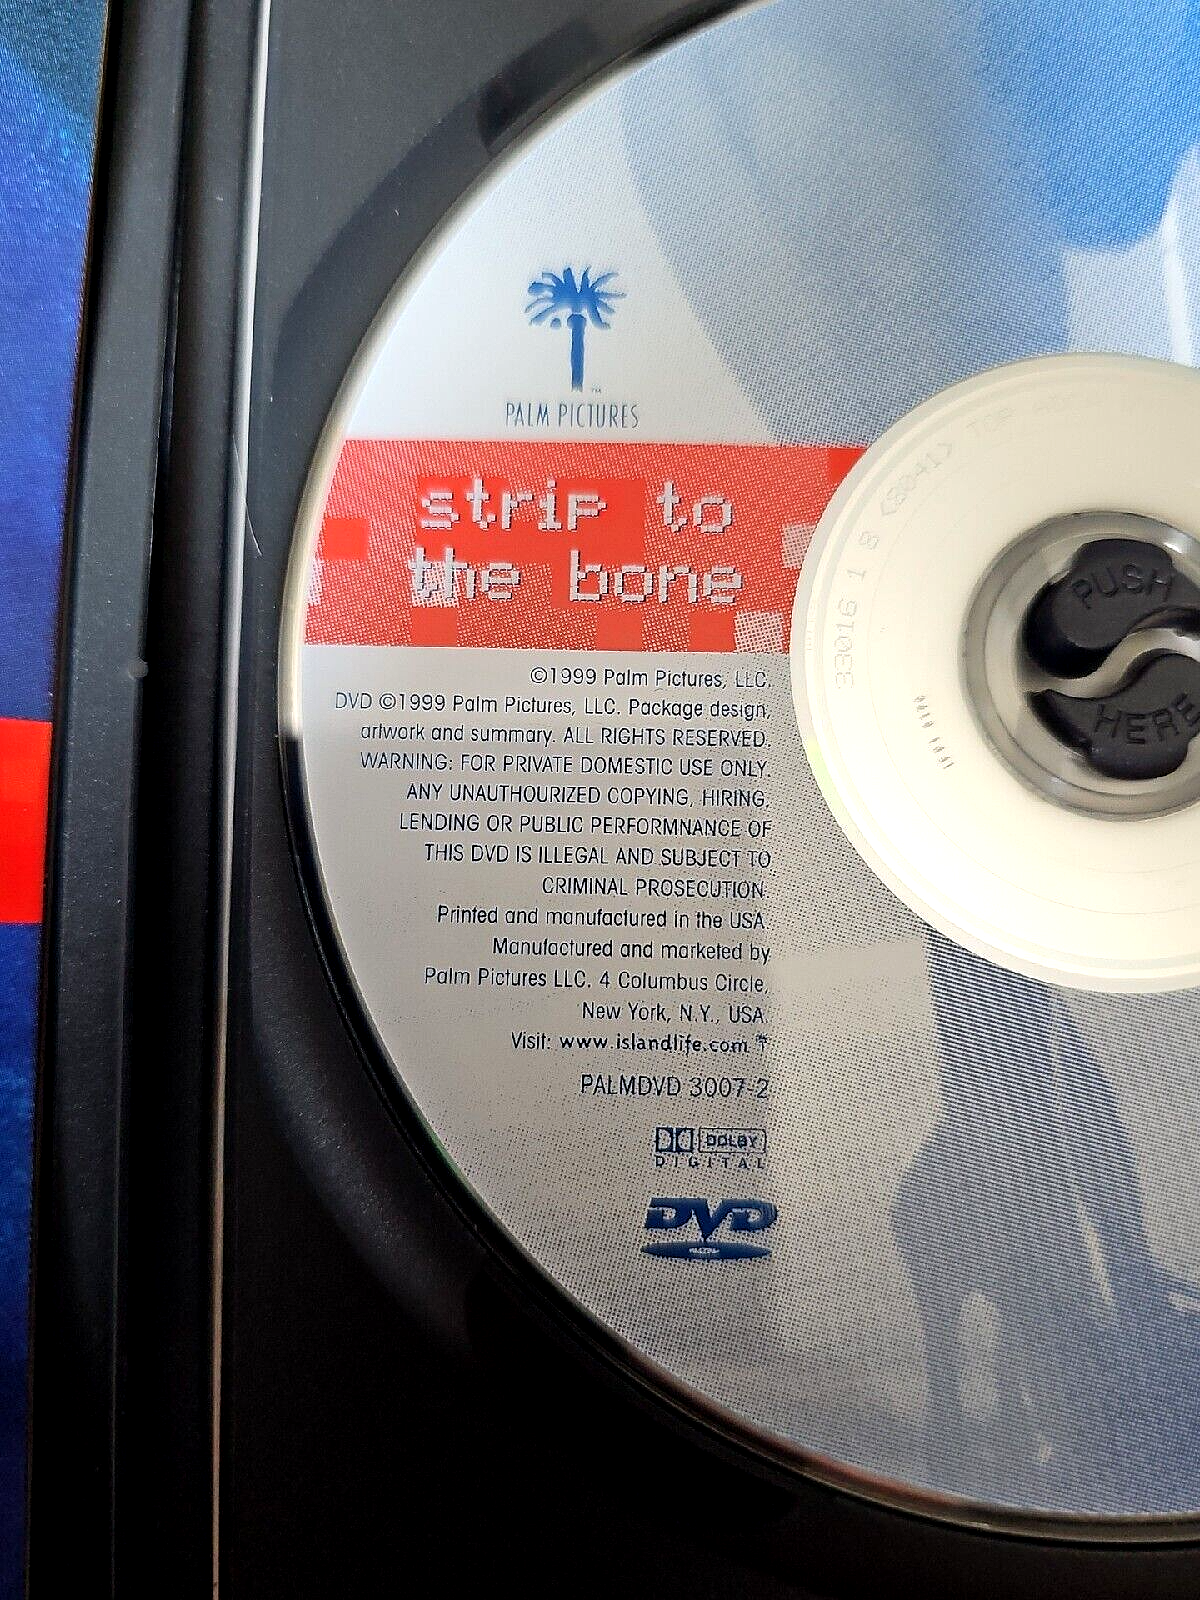 PALM PICTURES
strip to
the bone
©1999 Palm Pictures, LLC.
DVD ©1999 Palm Pictures, LLC. Package design,
artwork and summary. ALL RIGHTS RESERVED.
WARNING: FOR PRIVATE DOMESTIC USE ONLY.
ANY UNAUTHOURIZED COPYING, HIRING,
LENDING OR PUBLIC PERFORMNANCE OF
THIS DVD IS ILLEGAL AND SUBJECT TO
CRIMINAL PROSECUTION.
Printed and manufactured in the USA.
Manufactured and marketed by
Palm Pictures LLC. 4 Columbus Circle,
New York, N.Y., USA.
Visit: www.islandlife.com
PALMDVD 3007-2
DOLBY
DIGITAL
DVD
33016 1 8 <8041>
PUSH
HERE